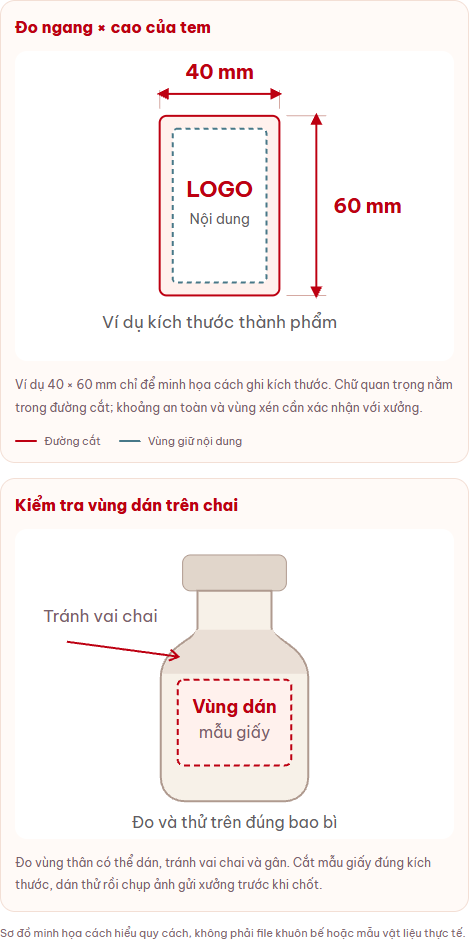 Đo ngang × cao của tem
40 mm
LOGO
Nội dung
60 mm
Ví dụ kích thước thành phẩm
Ví dụ 40 × 60 mm chỉ để minh họa cách ghi kích thước. Chữ quan trọng nằm
trong đường cắt; khoảng an toàn và vùng xén cần xác nhận với xưởng.
Đường cắt
Vùng giữ nội dung
Kiểm tra vùng dán trên chai
Tránh vai chai
Vùng dán
mẫu giấy
Đo và thử trên đúng bao bì
Đo vùng thân có thể dán, tránh vai chai và gân. Cắt mẫu giấy đúng kích
thước, dán thử rồi chụp ảnh gửi xưởng trước khi chốt.
Sơ đồ minh họa cách hiểu quy cách, không phải file khuôn bế hoặc mẫu vật liệu thực tế.